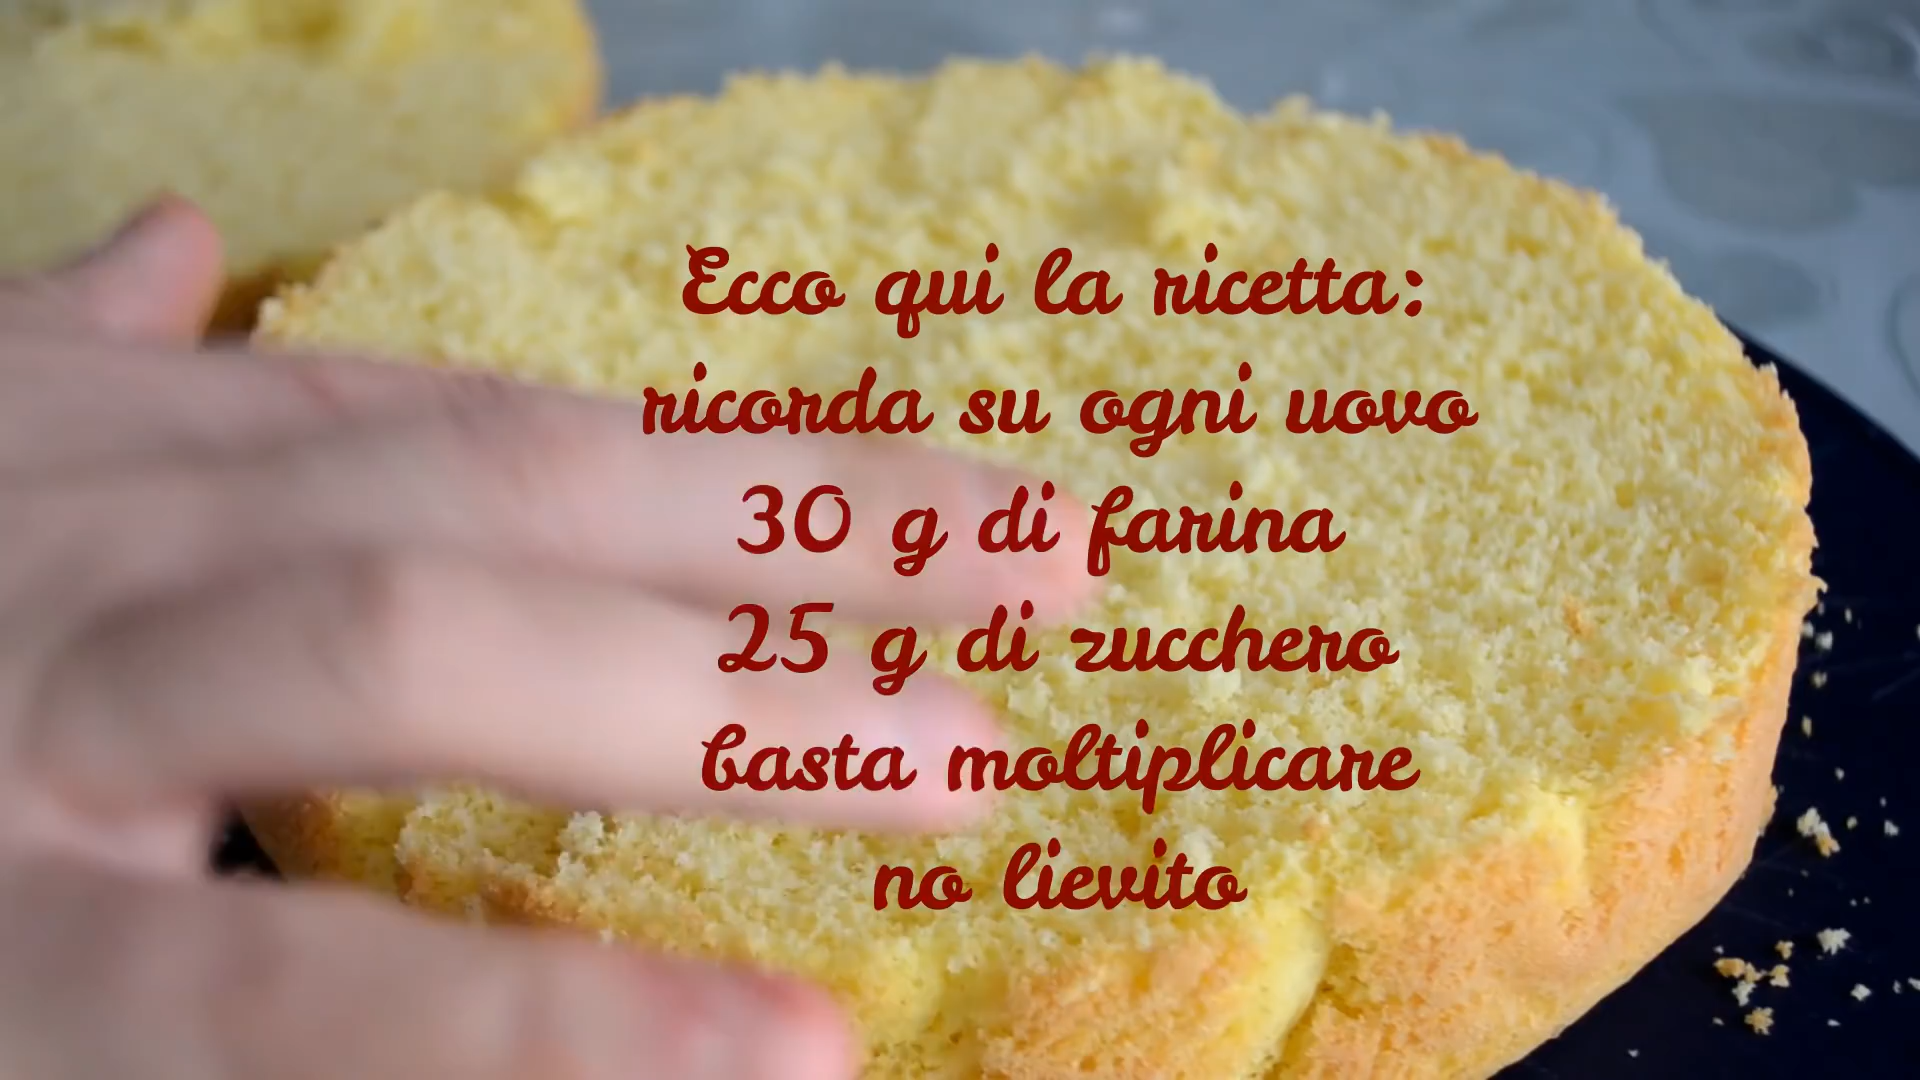 Ecco qui la ricetta:
ricorda su ogni uovo
30 g di farina
25 g di zucchero
basta moltiplicare
no lievito